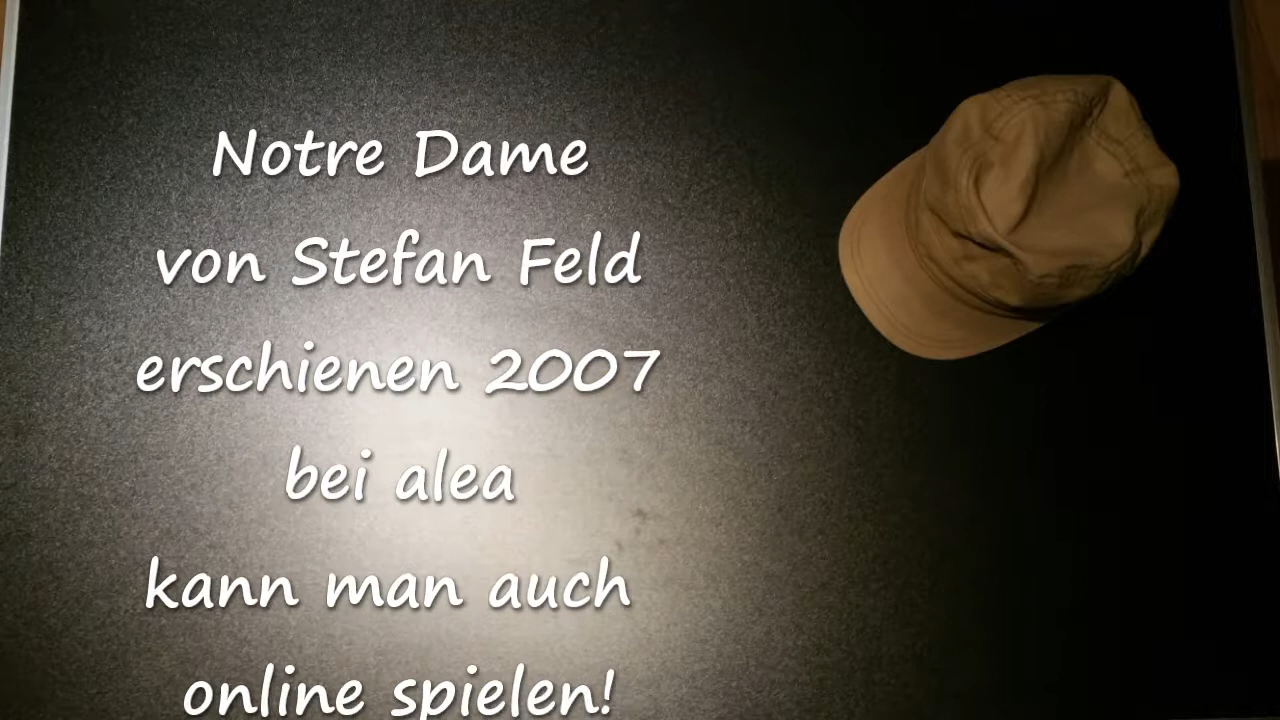 Notre Dame
von Stefan Feld
erschienen 2007
bei alea
kann man auch
online spielen!